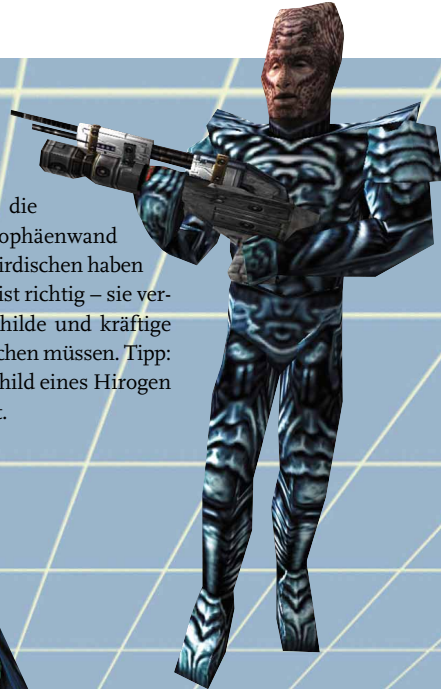 die
ophäenwand
irdischen haben
ist richtig – sie ver-
hilde und kräftige
chen müssen. Tipp:
hild eines Hirogen
t.